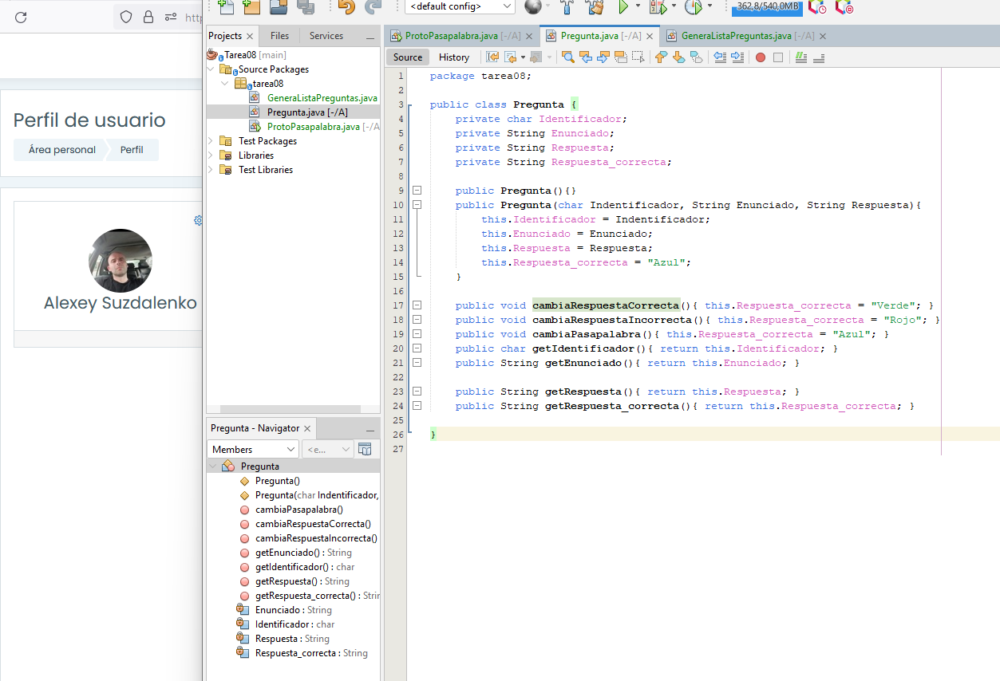 http
Perfil de usuario
Área personal
Perfil
Alexey Suzdalenko
<default config>
362,8/540,0MB
Projects
Files
Services
Tarea08 [main]
Source Packages
tarea08
GeneraListaPreguntas.java
Pregunta.java [-/A]
ProtoPasapalabra.java [-/A
Test Packages
Libraries
Test Libraries
Pregunta - Navigator
Members
<e...
Pregunta
Pregunta()
Pregunta(char Indentificador,
cambiaPasapalabra()
cambiaRespuestaCorrecta()
cambiaRespuestaIncorrecta()
getEnunciado() : String
getIdentificador() : char
getRespuesta() : String
getRespuesta_correcta() : Strin
Enunciado : String
Identificador : char
Respuesta : String
Respuesta_correcta : String
ProtoPasapalabra.java [-/A]
Pregunta.java [-/A]
GeneraListaPreguntas.java [-/A]
Source
History
1 package tarea08;
2
3 public class Pregunta {
4 private char Identificador;
5 private String Enunciado;
6 private String Respuesta;
7 private String Respuesta_correcta;
8
9 public Pregunta(){}
10 public Pregunta(char Indentificador, String Enunciado, String Respuesta){
11 this.Identificador = Indentificador;
12 this.Enunciado = Enunciado;
13 this.Respuesta = Respuesta;
14 this.Respuesta_correcta = "Azul";
15 }
16
17 public void cambiaRespuestaCorrecta(){ this.Respuesta_correcta = "Verde"; }
18 public void cambiaRespuestaIncorrecta(){ this.Respuesta_correcta = "Rojo"; }
19 public void cambiaPasapalabra(){ this.Respuesta_correcta = "Azul"; }
20 public char getIdentificador(){ return this.Identificador; }
21 public String getEnunciado(){ return this.Enunciado; }
22
23 public String getRespuesta(){ return this.Respuesta; }
24 public String getRespuesta_correcta(){ return this.Respuesta_correcta; }
25
26 }
27